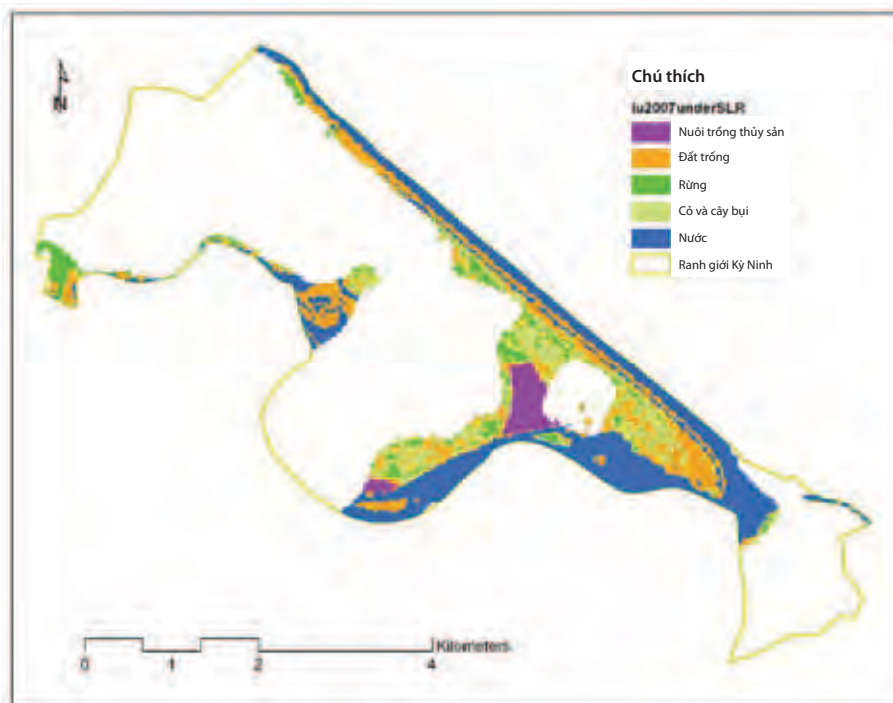 N
Chú thích
lu2007underSLR
Nuôi trồng thủy sản
Đất trống
Rừng
Cỏ và cây bụi
Nước
Ranh giới Kỳ Ninh
Kilometers
0 1 2 4